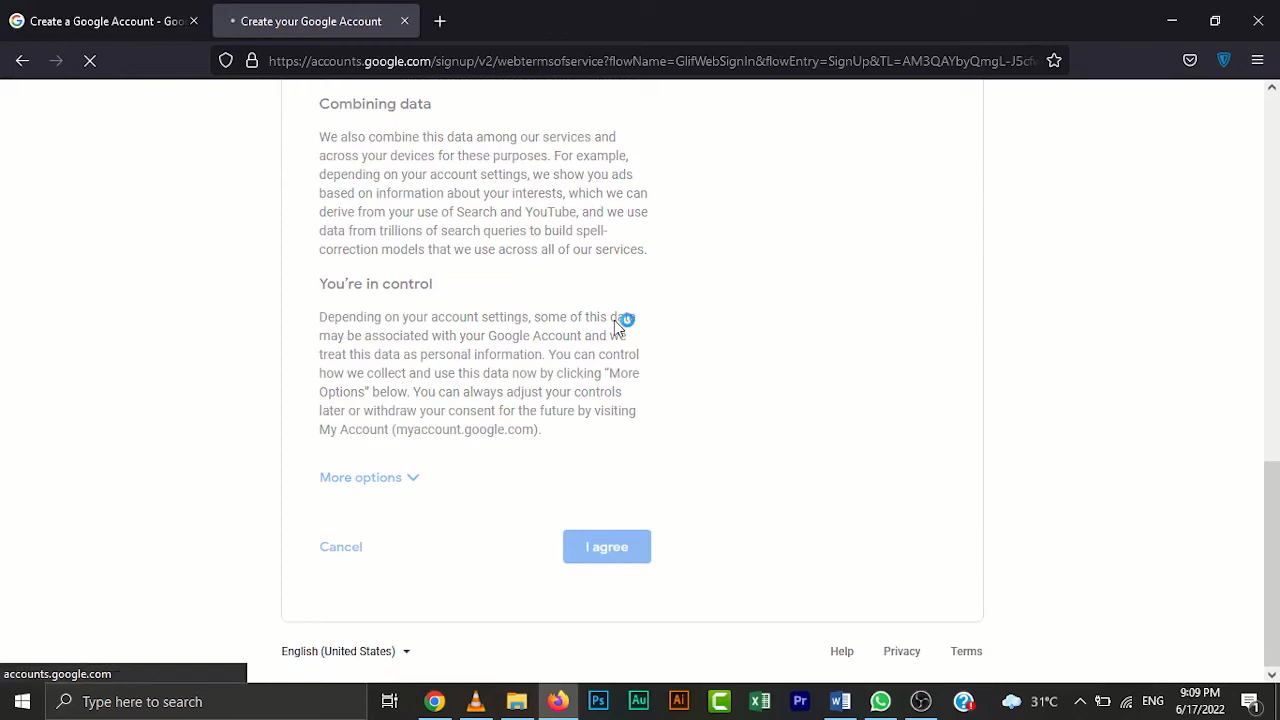 Create a Google Account - Goo
Create your Google Account
https://accounts.google.com/signup/v2/webtermsofservice?flowName=GlifWebSignIn&flowEntry=SignUp&TL=AM3QAYbyQmgL-J5cfw
Combining data
We also combine this data among our services and
across your devices for these purposes. For example,
depending on your account settings, we show you ads
based on information about your interests, which we can
derive from your use of Search and YouTube, and we use
data from trillions of search queries to build spell-
correction models that we use across all of our services.
You're in control
Depending on your account settings, some of this data
may be associated with your Google Account and we
treat this data as personal information. You can control
how we collect and use this data now by clicking “More
Options” below. You can always adjust your controls
later or withdraw your consent for the future by visiting
My Account (myaccount.google.com).
More options
Cancel
I agree
English (United States)
Help
Privacy
Terms
accounts.google.com
Type here to search
Ps
Au
Ai
Pr
31°C
ENG
9:09 PM
6/17/2022
1